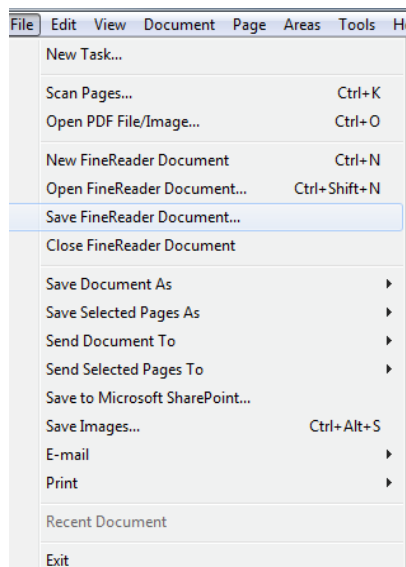 File Edit View Document Page Areas Tools
New Task...
Scan Pages... Ctrl+K
Open PDF File/Image... Ctrl+O
New FineReader Document Ctrl+N
Open FineReader Document... Ctrl+Shift+N
Save FineReader Document...
Close FineReader Document
Save Document As
Save Selected Pages As
Send Document To
Send Selected Pages To
Save to Microsoft SharePoint...
Save Images... Ctrl+Alt+S
E-mail
Print
Recent Document
Exit